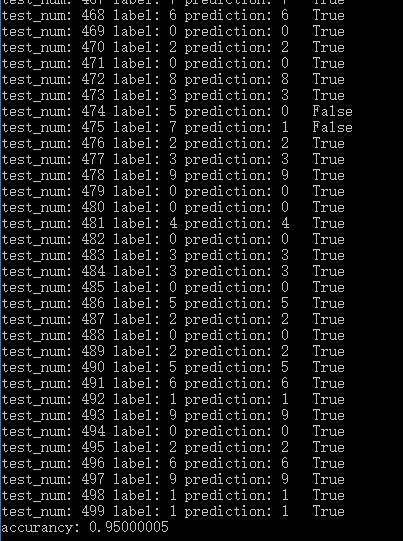 test_num: 467 label: 7 prediction: 7   True
test_num: 468 label: 6 prediction: 6   True
test_num: 469 label: 0 prediction: 0   True
test_num: 470 label: 2 prediction: 2   True
test_num: 471 label: 0 prediction: 0   True
test_num: 472 label: 8 prediction: 8   True
test_num: 473 label: 3 prediction: 3   True
test_num: 474 label: 5 prediction: 0   False
test_num: 475 label: 7 prediction: 1   False
test_num: 476 label: 2 prediction: 2   True
test_num: 477 label: 3 prediction: 3   True
test_num: 478 label: 9 prediction: 9   True
test_num: 479 label: 0 prediction: 0   True
test_num: 480 label: 0 prediction: 0   True
test_num: 481 label: 4 prediction: 4   True
test_num: 482 label: 0 prediction: 0   True
test_num: 483 label: 3 prediction: 3   True
test_num: 484 label: 3 prediction: 3   True
test_num: 485 label: 0 prediction: 0   True
test_num: 486 label: 5 prediction: 5   True
test_num: 487 label: 2 prediction: 2   True
test_num: 488 label: 0 prediction: 0   True
test_num: 489 label: 2 prediction: 2   True
test_num: 490 label: 5 prediction: 5   True
test_num: 491 label: 6 prediction: 6   True
test_num: 492 label: 1 prediction: 1   True
test_num: 493 label: 9 prediction: 9   True
test_num: 494 label: 0 prediction: 0   True
test_num: 495 label: 2 prediction: 2   True
test_num: 496 label: 6 prediction: 6   True
test_num: 497 label: 9 prediction: 9   True
test_num: 498 label: 1 prediction: 1   True
test_num: 499 label: 1 prediction: 1   True
accurancy: 0.95000005